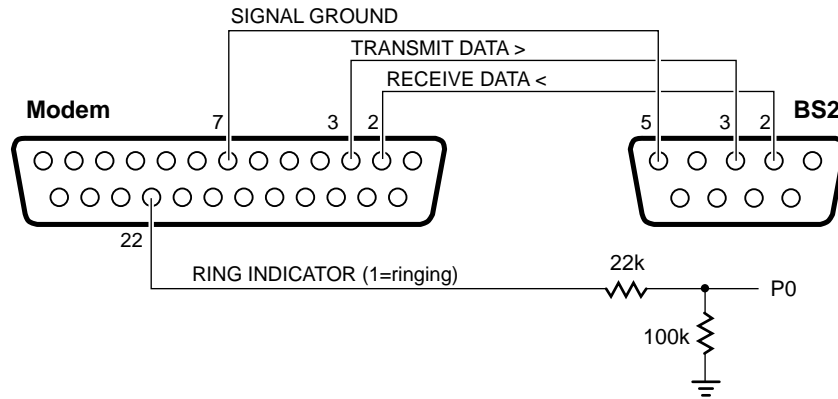 SIGNAL GROUND
TRANSMIT DATA >
RECEIVE DATA <
Modem
BS2
7
3
2
5
3
2
22
RING INDICATOR (1=ringing)
22k
P0
100k